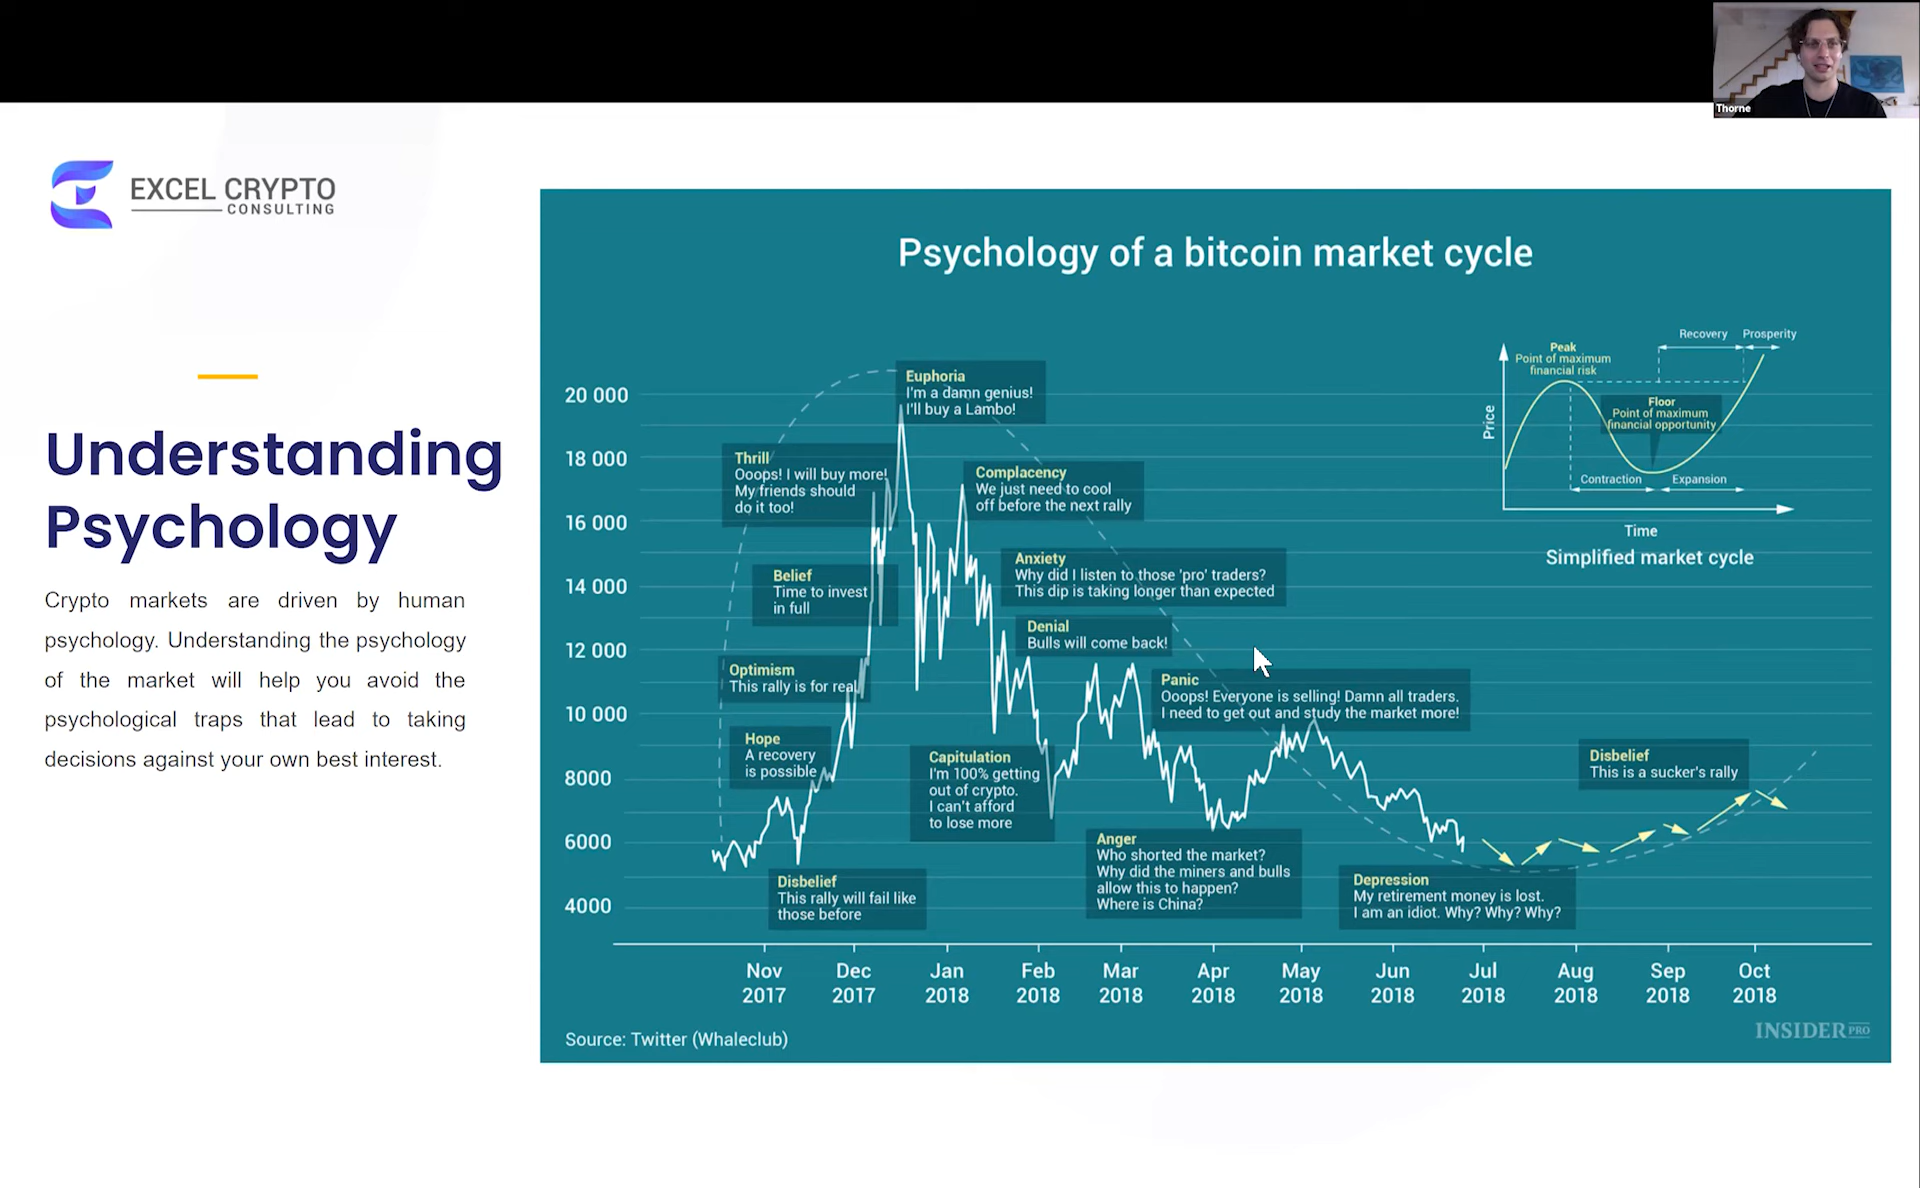 Thorne
EXCEL CRYPTO
CONSULTING
Understanding
Psychology
Crypto markets are driven by human
psychology. Understanding the psychology
of the market will help you avoid the
psychological traps that lead to taking
decisions against your own best interest.
Psychology of a bitcoin market cycle
20 000
18 000
16 000
14 000
12 000
10 000
8000
6000
4000
Euphoria
I'm a damn genius!
I'll buy a Lambo!
Thrill
Ooops! I will buy more!
My friends should
do it too!
Complacency
We just need to cool
off before the next rally
Belief
Time to invest
in full
Anxiety
Why did I listen to those 'pro' traders?
This dip is taking longer than expected
Denial
Bulls will come back!
Optimism
This rally is for real
Panic
Ooops! Everyone is selling! Damn all traders.
I need to get out and study the market more!
Hope
A recovery
is possible
Capitulation
I'm 100% getting
out of crypto.
I can't afford
to lose more
Disbelief
This is a sucker's rally
Anger
Who shorted the market?
Why did the miners and bulls
allow this to happen?
Where is China?
Disbelief
This rally will fail like
those before
Depression
My retirement money is lost.
I am an idiot. Why? Why? Why?
Recovery
Prosperity
Peak
Point of maximum
financial risk
Floor
Point of maximum
financial opportunity
Price
Contraction
Expansion
Time
Simplified market cycle
Nov
2017
Dec
2017
Jan
2018
Feb
2018
Mar
2018
Apr
2018
May
2018
Jun
2018
Jul
2018
Aug
2018
Sep
2018
Oct
2018
Source: Twitter (Whaleclub)
INSIDER PRO